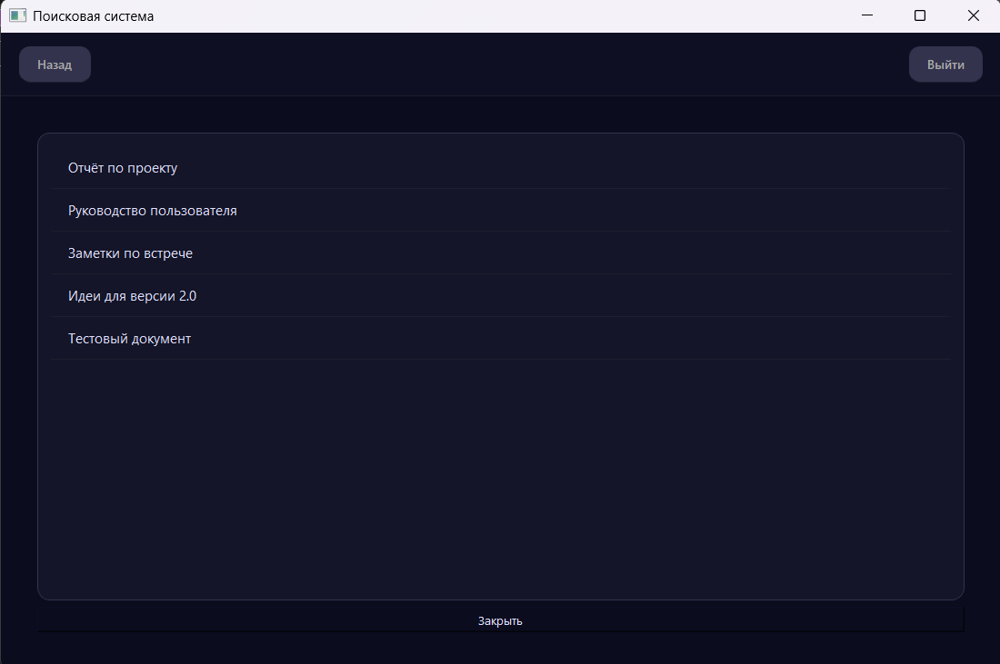 Поисковая система
Назад
Выйти
Отчёт по проекту
Руководство пользователя
Заметки по встрече
Идеи для версии 2.0
Тестовый документ
Закрыть